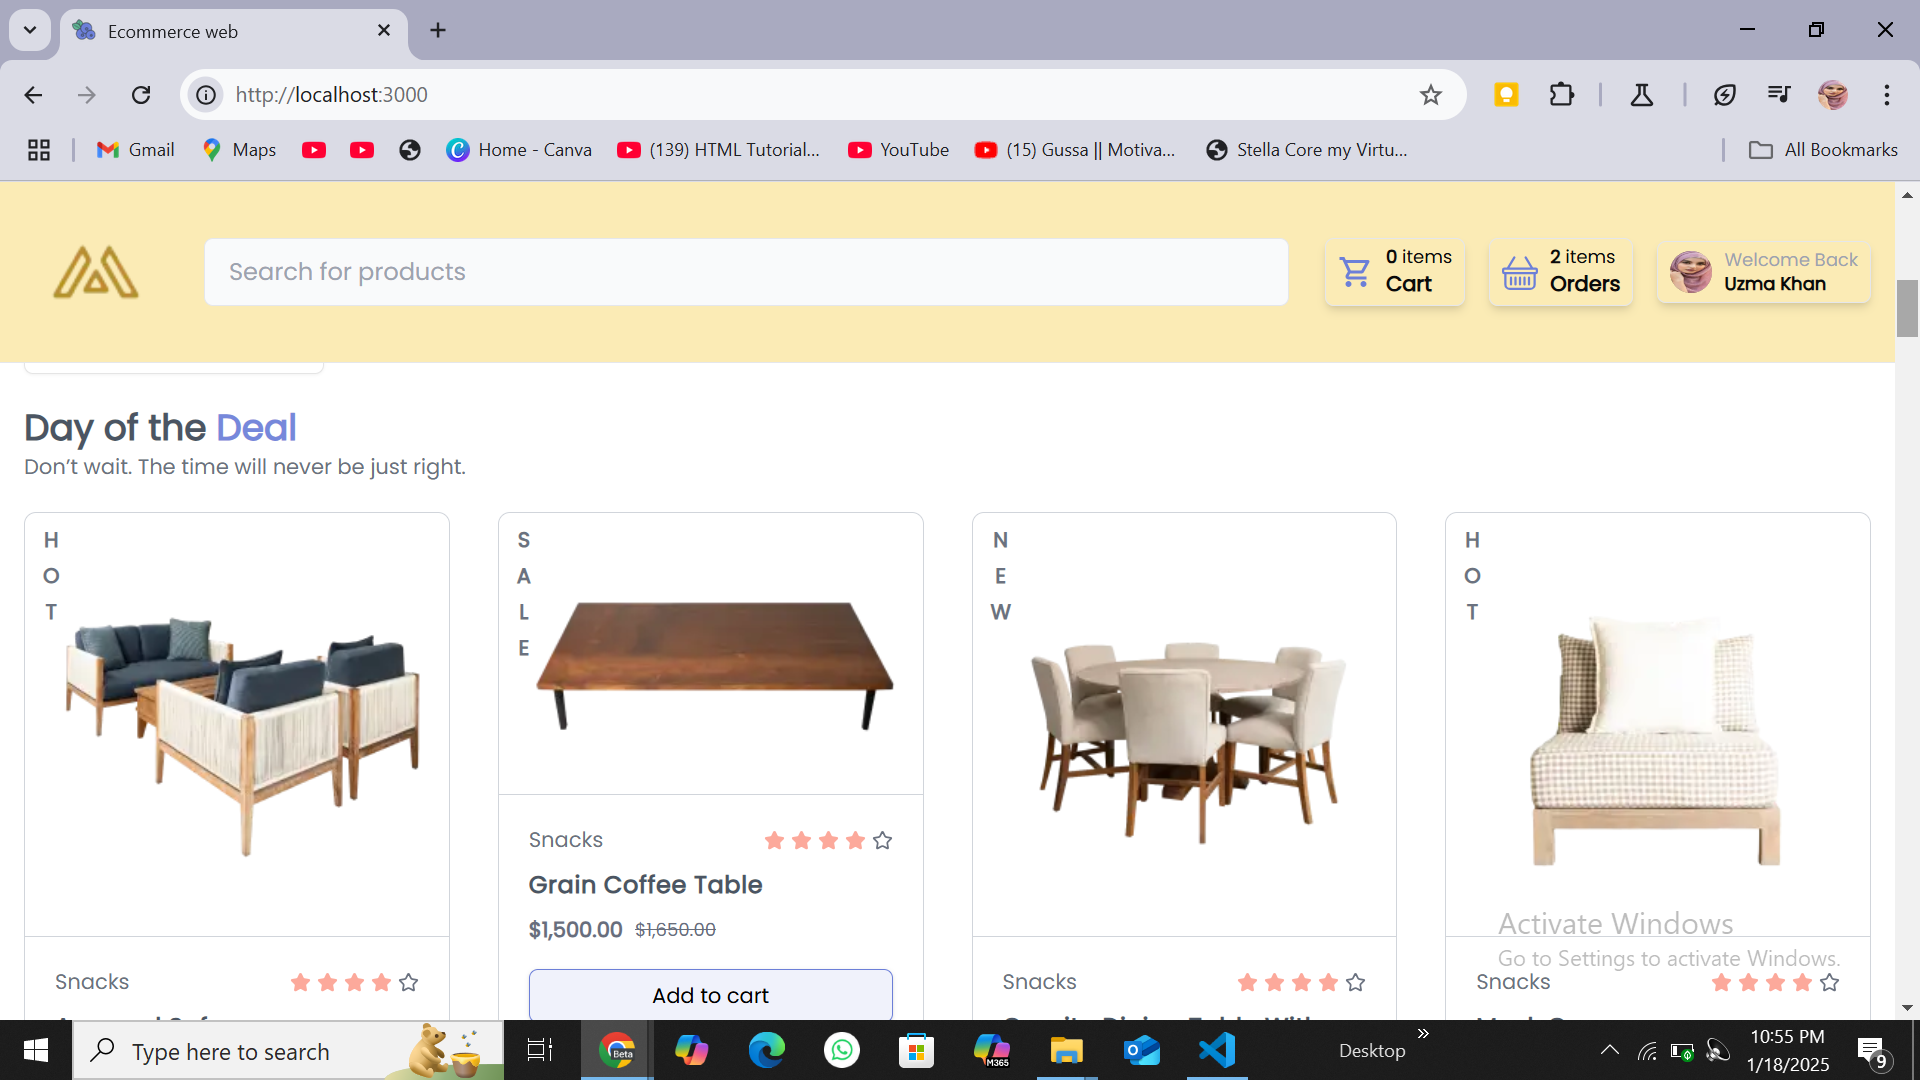 Ecommerce web
http://localhost:3000
Gmail
Maps
Home - Canva
(139) HTML Tutorial...
YouTube
(15) Gussa || Motiva...
Stella Core my Virtu...
All Bookmarks
Search for products
0 items
Cart
2 items
Orders
Welcome Back
Uzma Khan
Day of the Deal
Don’t wait. The time will never be just right.
H
O
T
S
A
L
E
N
E
W
H
O
T
Snacks
Grain Coffee Table
$1,500.00 $1,650.00
Add to cart
Snacks
Snacks
Snacks
Activate Windows
Go to Settings to activate Windows.
Type here to search
Beta
M365
Desktop
10:55 PM
1/18/2025
9